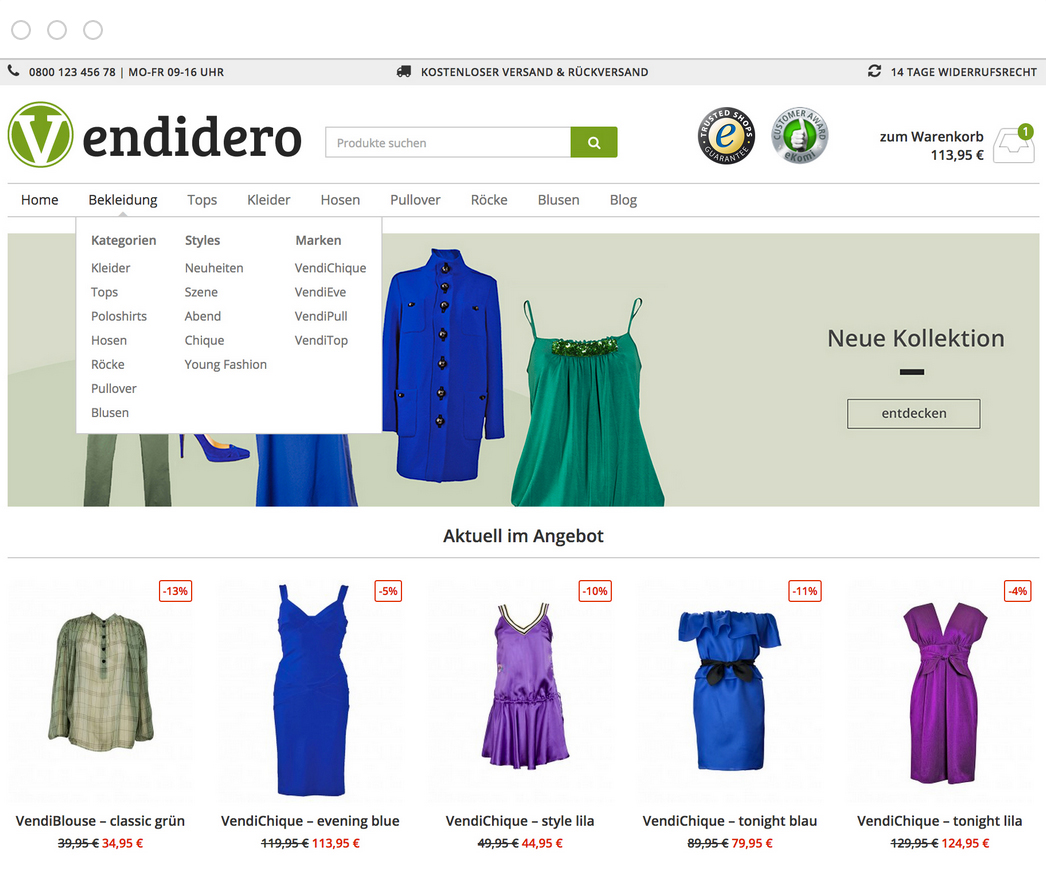 0800 123 456 78 | MO-FR 09-16 UHR
KOSTENLOSER VERSAND & RÜCKVERSAND
14 TAGE WIDERRUFSRECHT
Vendidero
Produkte suchen
TRUSTED SHOPS
e
GUARANTEE
CUSTOMER AWARD
eKomi
zum Warenkorb
113,95 €
1
Home Bekleidung Tops Kleider Hosen Pullover Röcke Blusen Blog
Kategorien Styles Marken
Kleider Neuheiten VendiChique
Tops Szene VendiEve
Poloshirts Abend VendiPull
Hosen Chique VendiTop
Röcke Young Fashion
Pullover
Blusen
Neue Kollektion
entdecken
Aktuell im Angebot
-13% -5% -10% -11% -4%
VendiBlouse – classic grün VendiChique – evening blue VendiChique – style lila VendiChique – tonight blau VendiChique – tonight lila
39,95 € 34,95 € 119,95 € 113,95 € 49,95 € 44,95 € 89,95 € 79,95 € 129,95 € 124,95 €